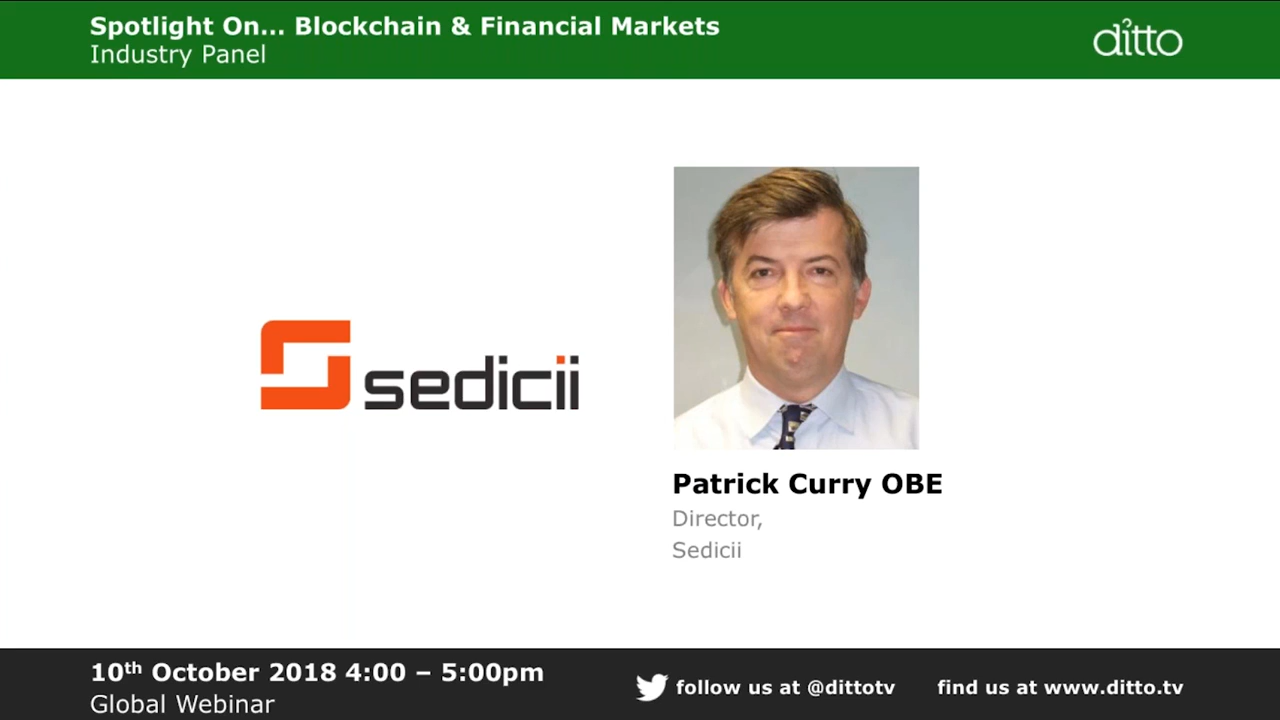 Spotlight On... Blockchain & Financial Markets
Industry Panel
ditto
sedicii
Patrick Curry OBE
Director,
Sedicii
10th October 2018 4:00 – 5:00pm
Global Webinar
follow us at @dittotv
find us at www.ditto.tv